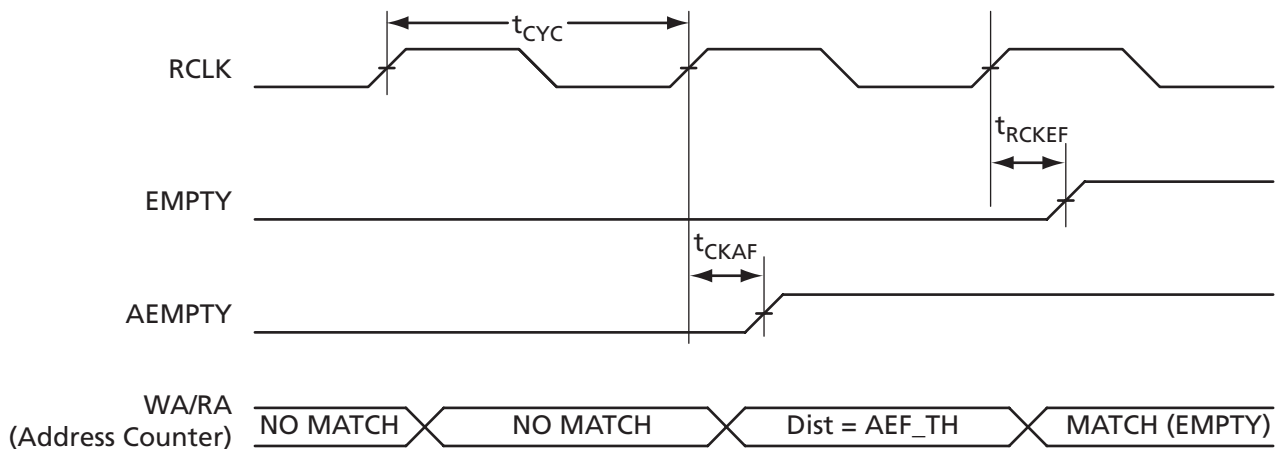 tCYC
RCLK
tRCKEF
EMPTY
tCKAF
AEMPTY
WA/RA
(Address Counter)
NO MATCH
NO MATCH
Dist = AEF_TH
MATCH (EMPTY)